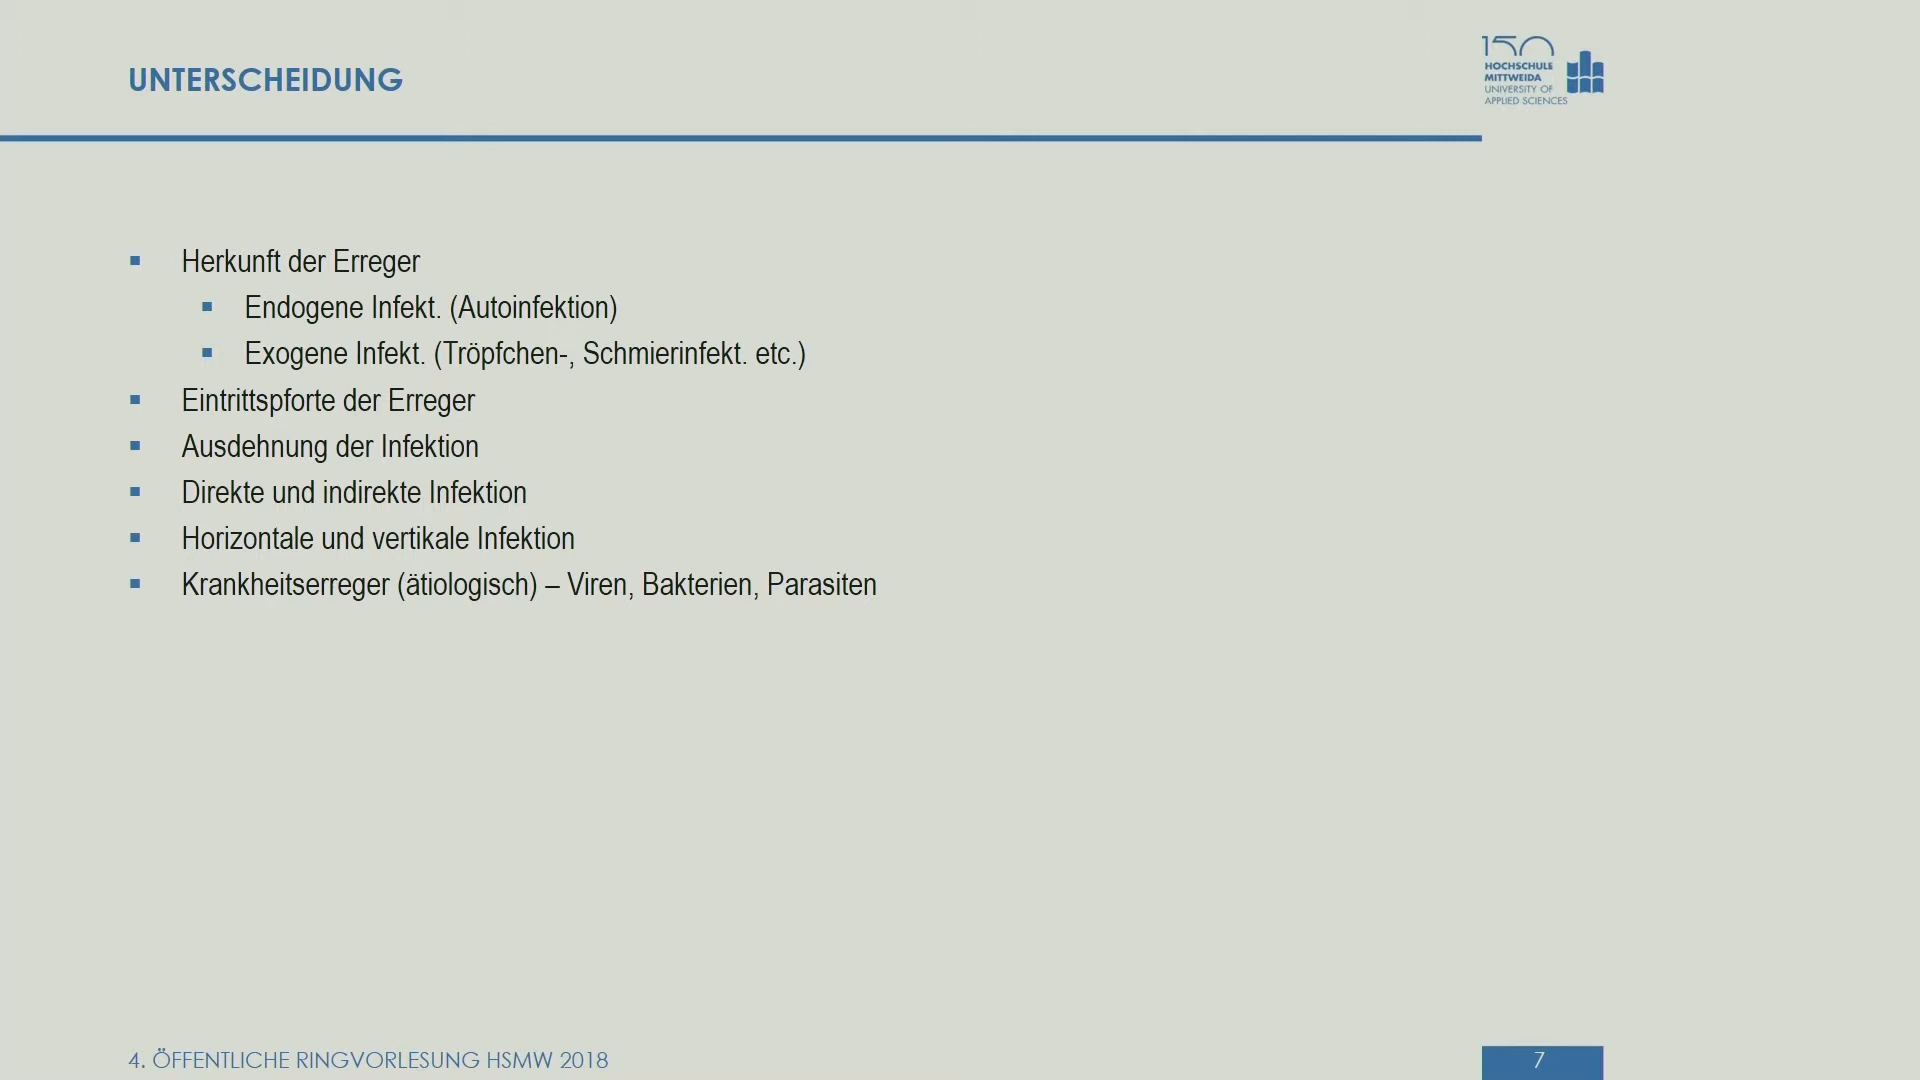 UNTERSCHEIDUNG
150
HOCHSCHULE
MITTWEIDA
UNIVERSITY OF
APPLIED SCIENCES
Herkunft der Erreger
Endogene Infekt. (Autoinfektion)
Exogene Infekt. (Tröpfchen-, Schmierinfekt. etc.)
Eintrittspforte der Erreger
Ausdehnung der Infektion
Direkte und indirekte Infektion
Horizontale und vertikale Infektion
Krankheitserreger (ätiologisch) – Viren, Bakterien, Parasiten
4. ÖFFENTLICHE RINGVORLESUNG HSMW 2018
7